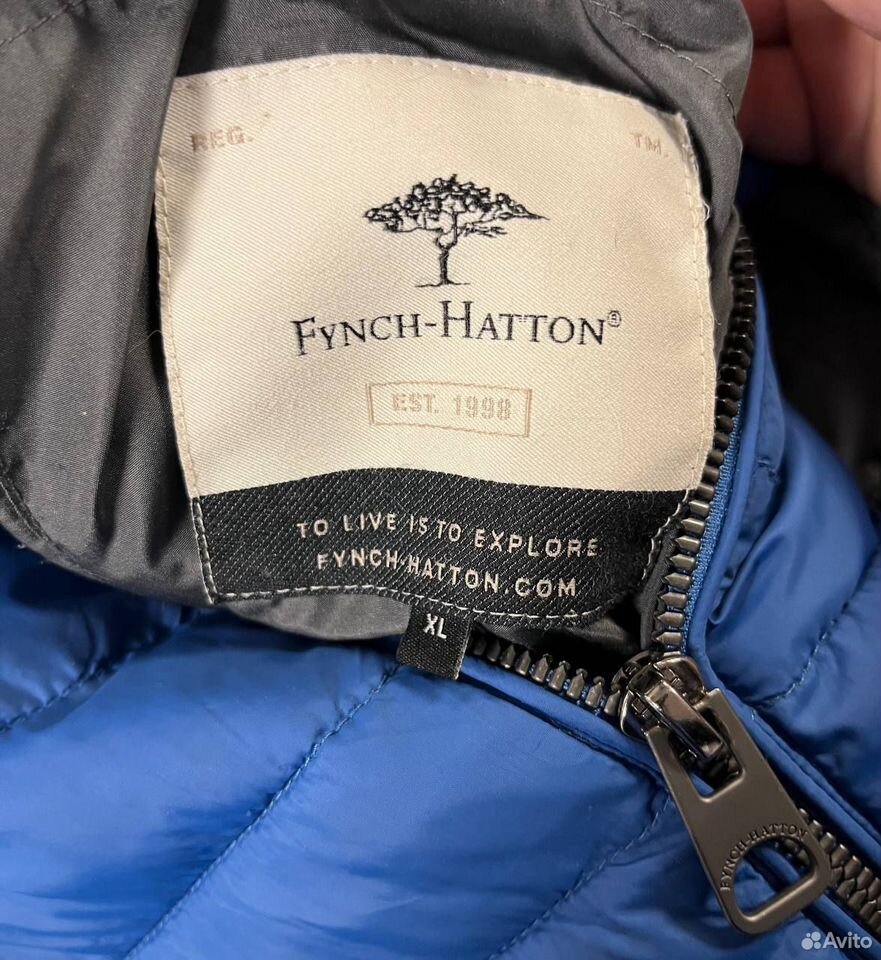 REG. TM.
FYNCH-HATTON®
EST. 1998
TO LIVE IS TO EXPLORE
FYNCH-HATTON.COM
XL
FYNCH-HATTON
Avito